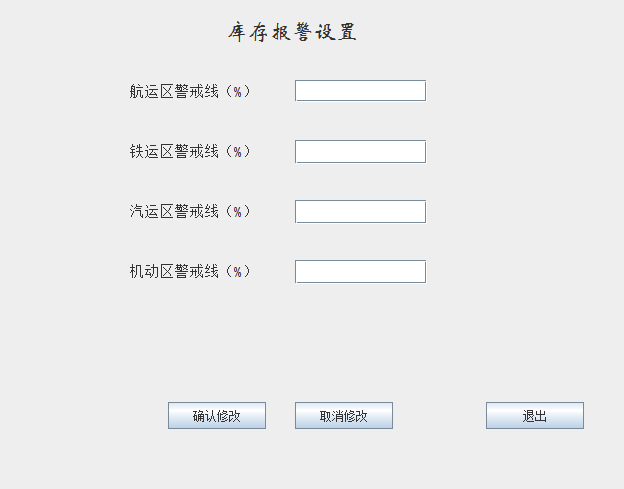 库存报警设置
航运区警戒线（%）
铁运区警戒线（%）
汽运区警戒线（%）
机动区警戒线（%）
确认修改 取消修改 退出